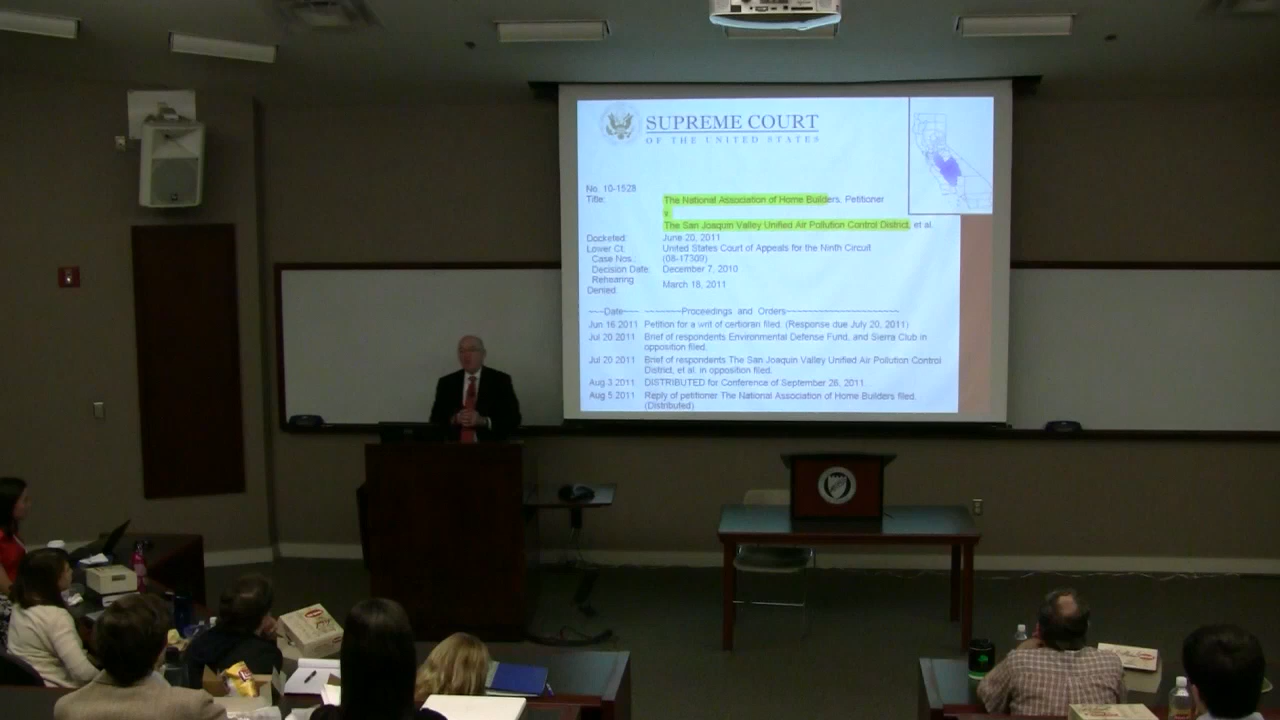 SUPREME COURT
OF THE UNITED STATES
No. 10-1528
Title: The National Association of Home Builders, Petitioner
v.
The San Joaquin Valley Unified Air Pollution Control District, et al.
Docketed: June 20, 2011
Lower Ct: United States Court of Appeals for the Ninth Circuit
Case Nos.: (08-17309)
Decision Date: December 7, 2010
Rehearing Denied: March 18, 2011
~~~Date~~~ ~~~~~~~Proceedings and Orders~~~~~~~~~~~~~~~~~~~~~
Jun 16 2011 Petition for a writ of certiorari filed. (Response due July 20, 2011)
Jul 20 2011 Brief of respondents Environmental Defense Fund, and Sierra Club in
opposition filed.
Jul 20 2011 Brief of respondents The San Joaquin Valley Unified Air Pollution Control
District, et al. in opposition filed.
Aug 3 2011 DISTRIBUTED for Conference of September 26, 2011.
Aug 5 2011 Reply of petitioner The National Association of Home Builders filed.
(Distributed)